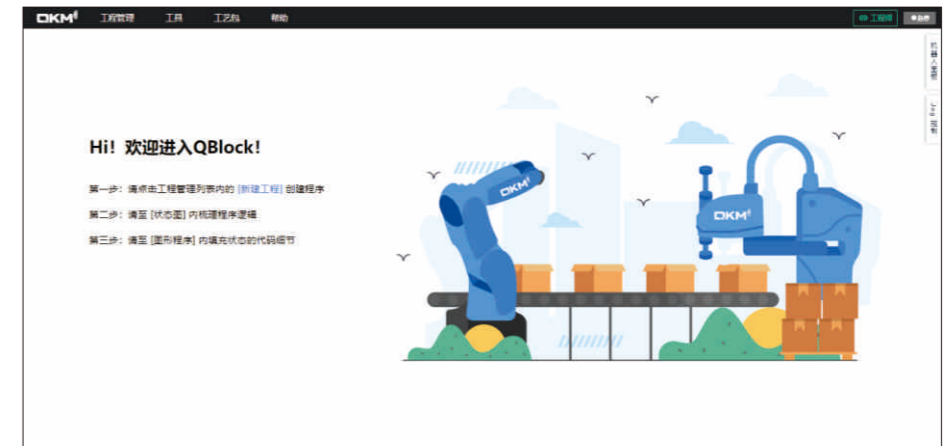 QKM 工程管理 工具 工艺包 帮助 工程师
Hi! 欢迎进入QBlock!
第一步：请点击工程管理列表内的 [新建工程] 创建程序
第二步：请至 [状态图] 内梳理程序逻辑
第三步：请至 [图形程序] 内填充状态的代码细节
QKM
QKM